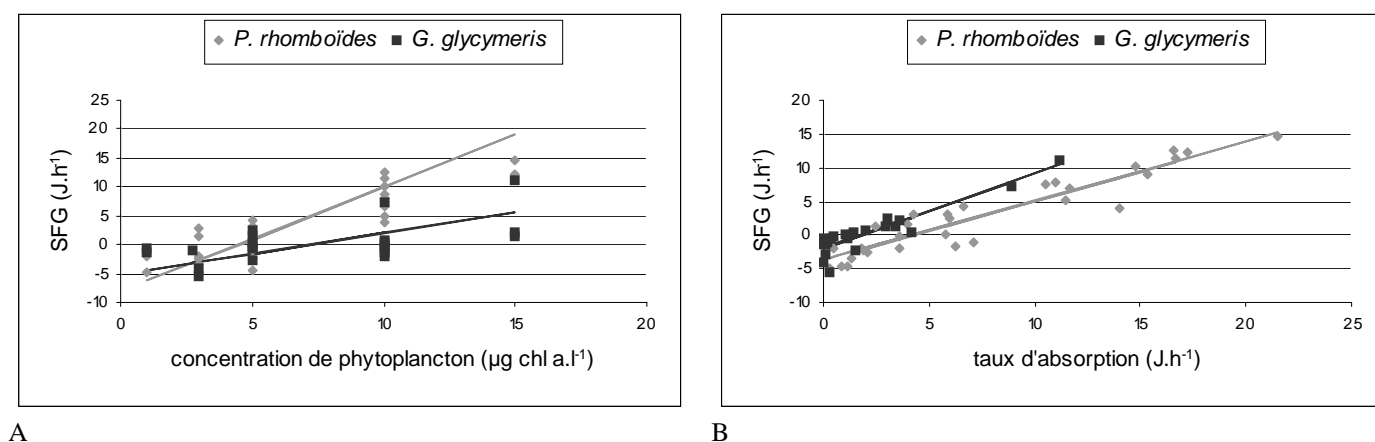 P. rhomboïdes G. glycymeris
SFG (J.h-1)
25
20
15
10
5
0
-5
-10
0 5 10 15 20
concentration de phytoplancton (µg chl a.l-1)
A
P. rhomboïdes G. glycymeris
SFG (J.h-1)
20
15
10
5
0
-5
-10
0 5 10 15 20 25
taux d'absorption (J.h-1)
B